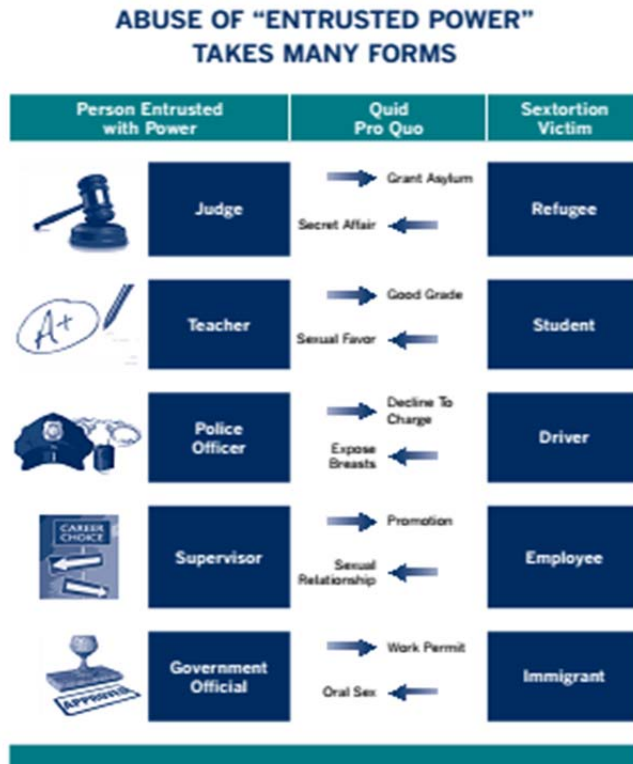 ABUSE OF “ENTRUSTED POWER”
TAKES MANY FORMS
Person Entrusted
with Power
Quid
Pro Quo
Sextortion
Victim
Judge
Grant Asylum
Secret Affair
Refugee
A+
Teacher
Good Grade
Sexual Favor
Student
Police
Officer
Decline To
Charge
Expose
Breasts
Driver
CAREER
CHOICE
Supervisor
Promotion
Sexual
Relationship
Employee
APPROVED
Government
Official
Work Permit
Oral Sex
Immigrant